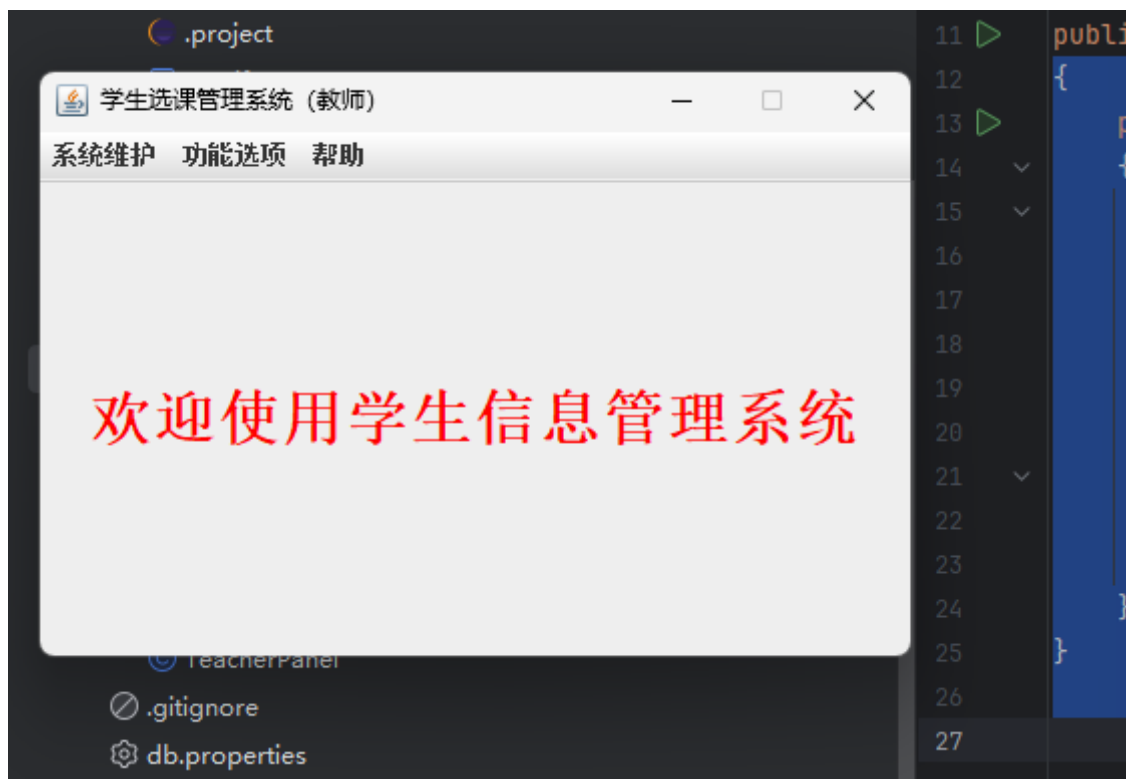 .project
学生选课管理系统（教师）
系统维护 功能选项 帮助
欢迎使用学生信息管理系统
TeacherPanel
.gitignore
db.properties
11 publi
12 {
13 p
14 {
15
16
17
18
19
20
21
22
23
24 }
25 }
26
27